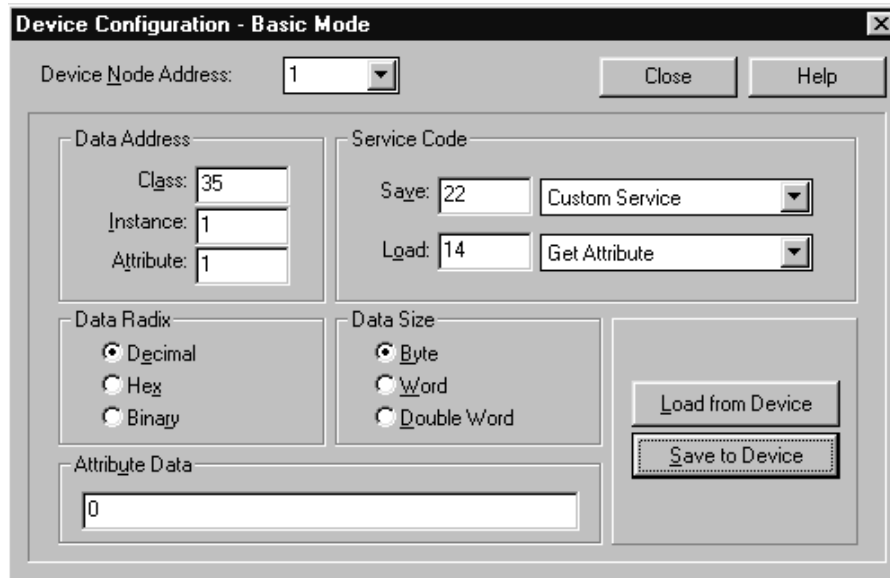 Device Configuration - Basic Mode
Device Node Address: 1 Close Help
Data Address
Class: 35
Instance: 1
Attribute: 1
Service Code
Save: 22 Custom Service
Load: 14 Get Attribute
Data Radix
Decimal
Hex
Binary
Data Size
Byte
Word
Double Word
Load from Device
Save to Device
Attribute Data
0